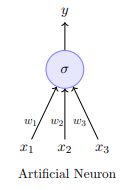 y
σ
w₁ w₂ w₃
x₁ x₂ x₃
Artificial Neuron